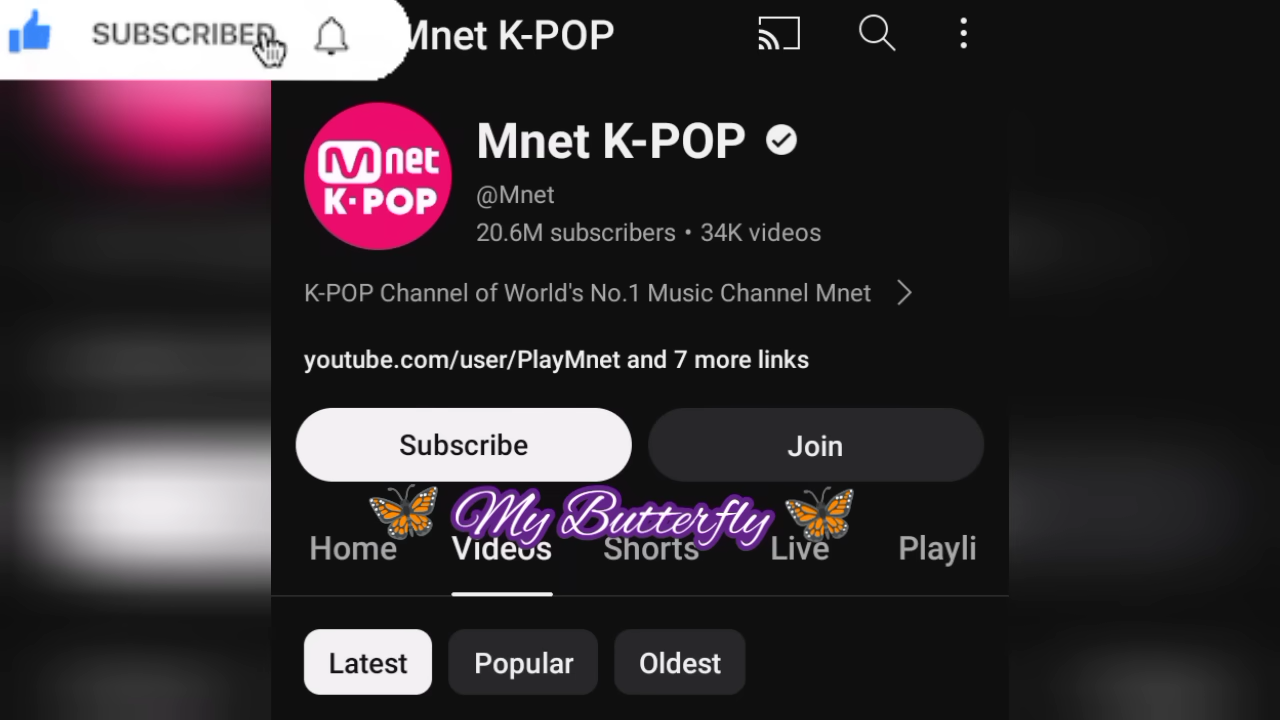 SUBSCRIBED
Mnet K-POP
Mnet
K-POP
Mnet K-POP
@Mnet
20.6M subscribers • 34K videos
K-POP Channel of World's No.1 Music Channel Mnet
youtube.com/user/PlayMnet and 7 more links
Subscribe Join
My Butterfly
Home Videos Shorts Live Playli
Latest Popular Oldest